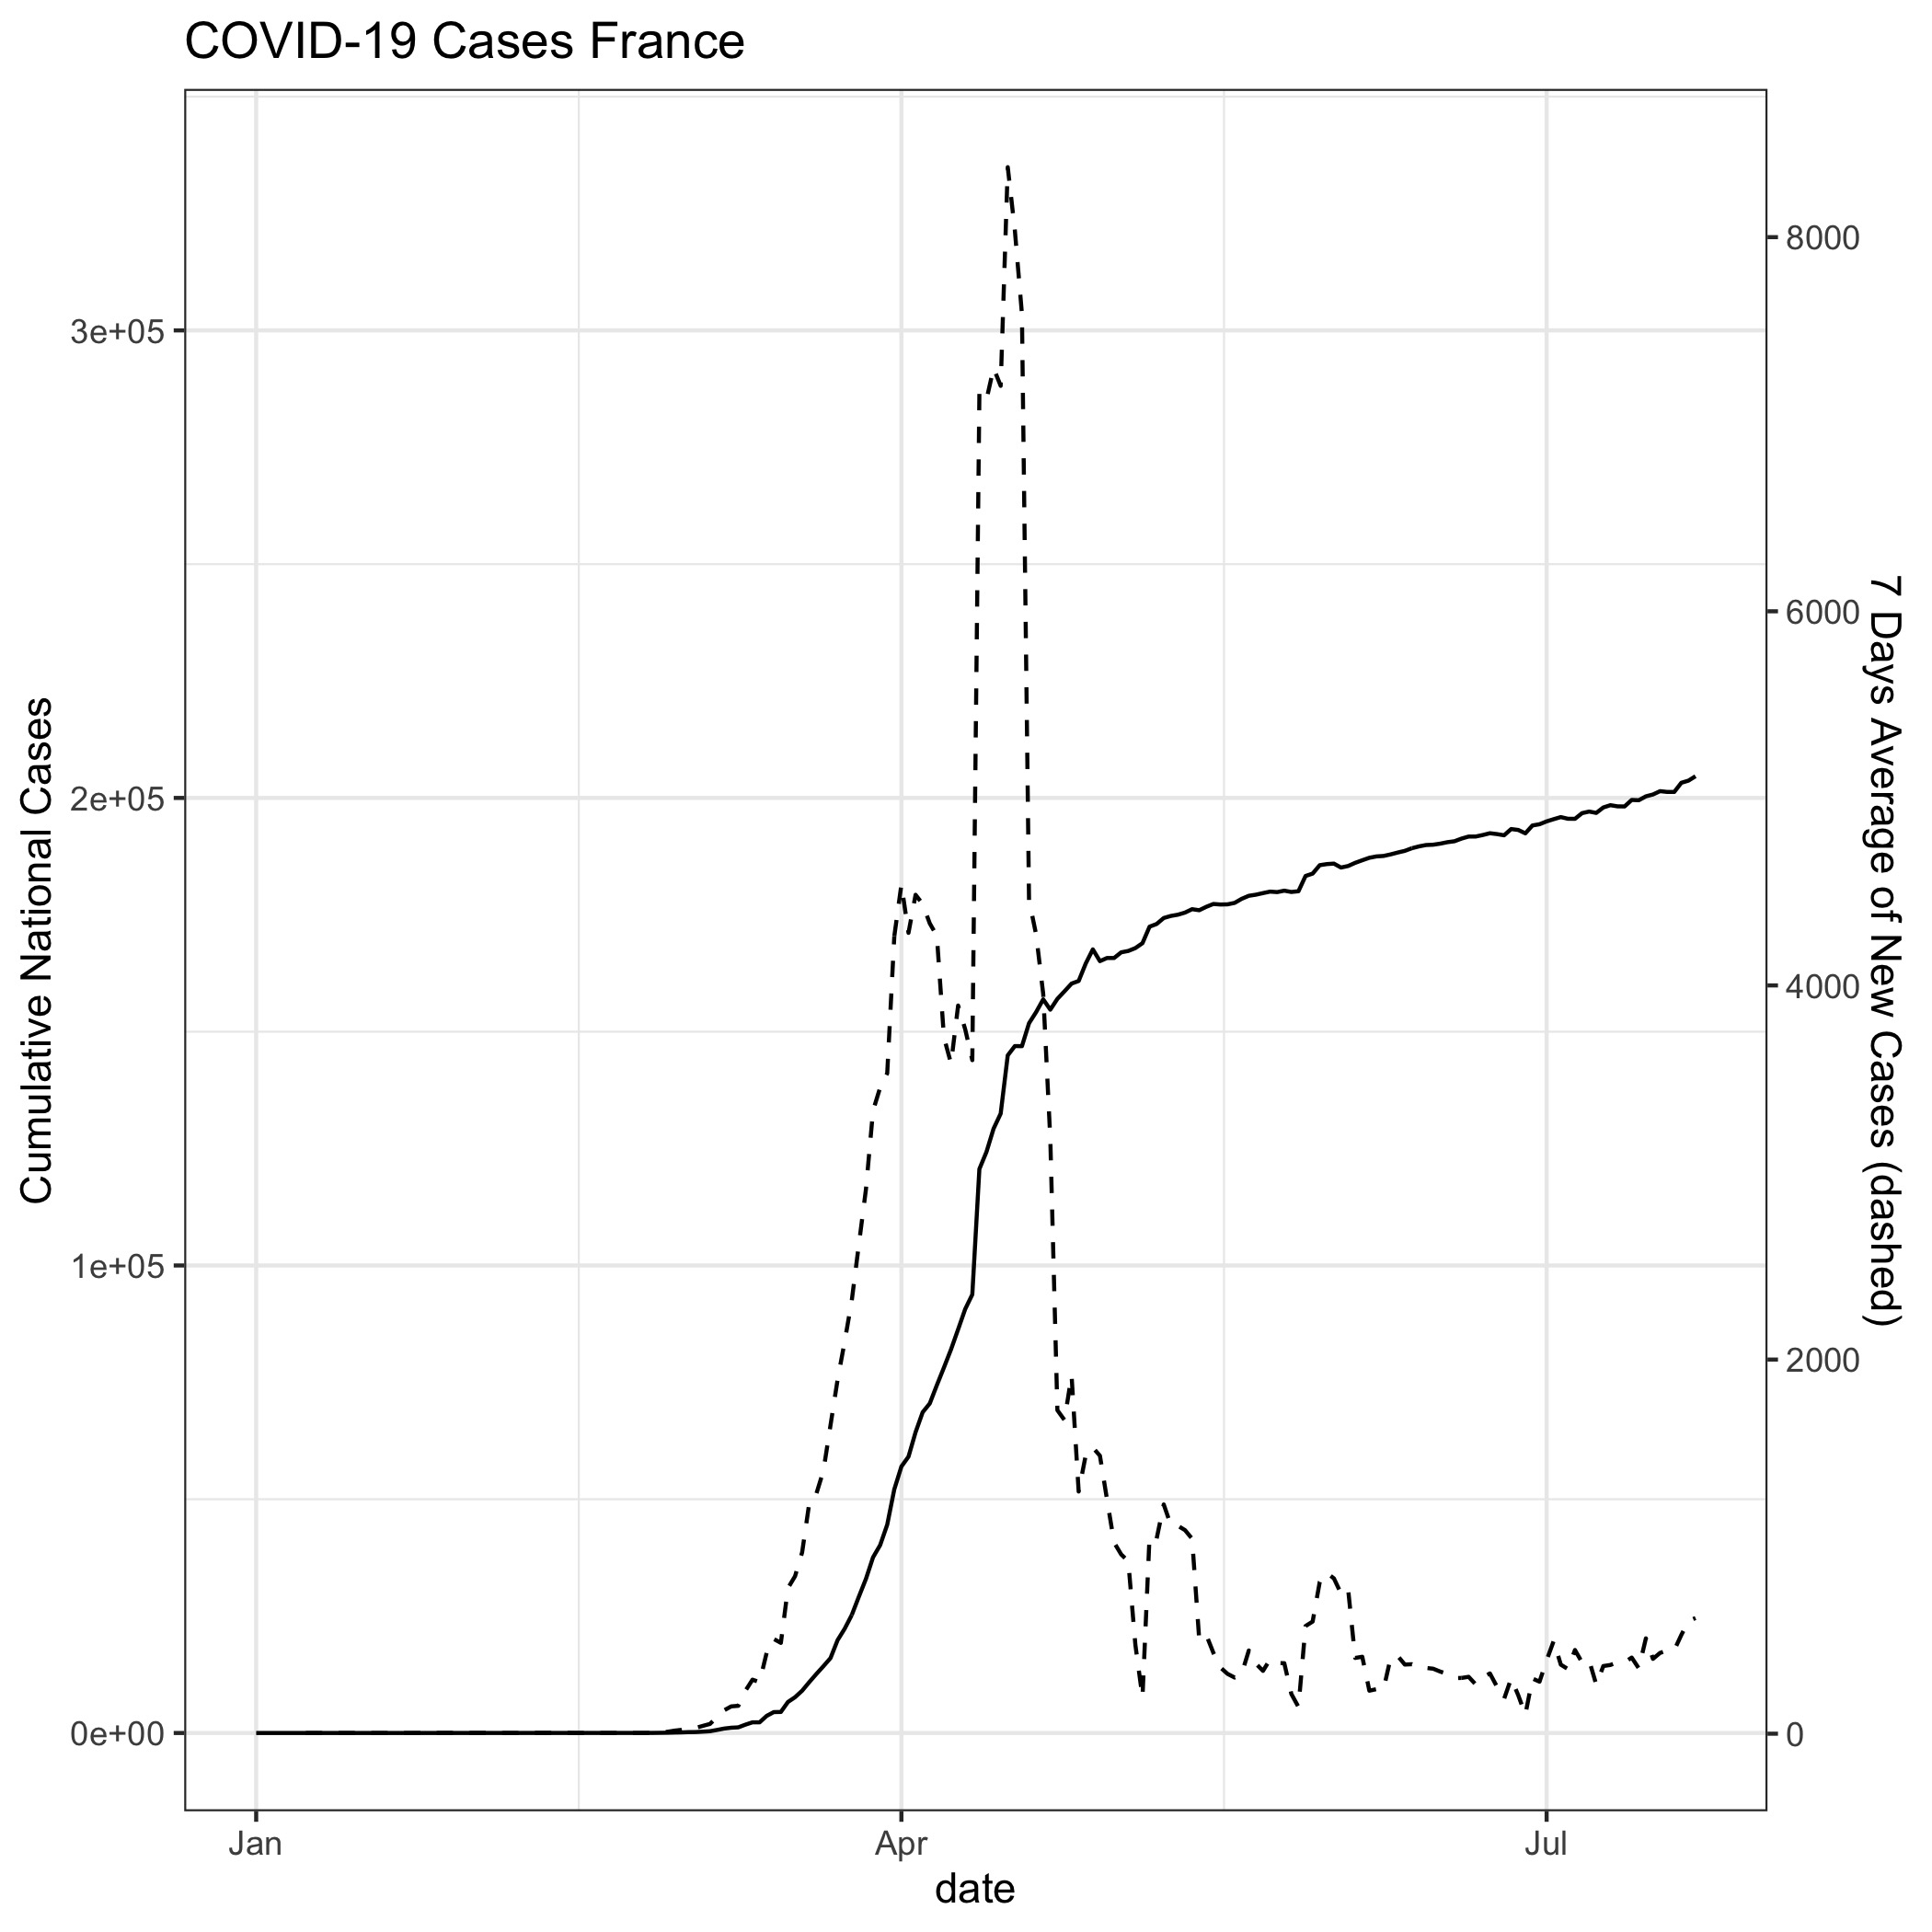 COVID-19 Cases France
Cumulative National Cases
3e+05
2e+05
1e+05
0e+00
8000
6000
4000
2000
0
7 Days Average of New Cases (dashed)
Jan
Apr
Jul
date